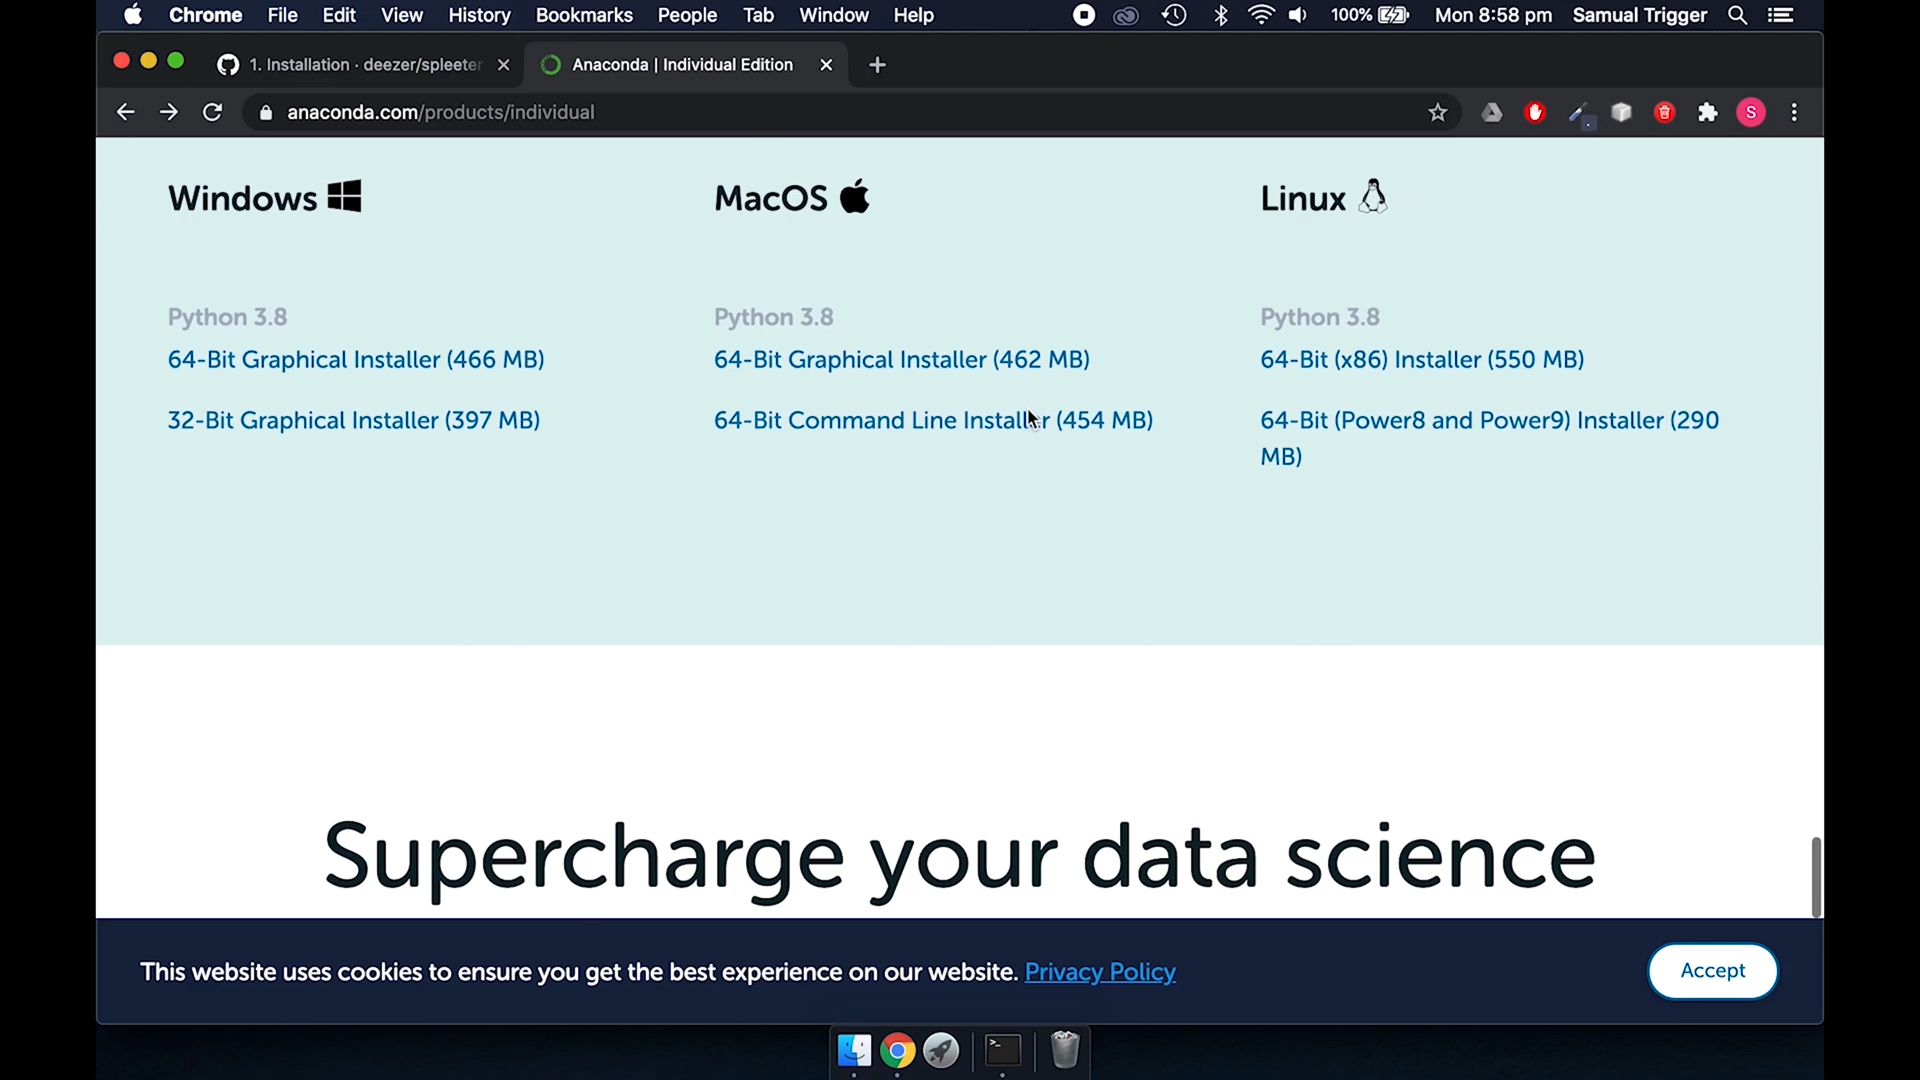 Chrome File Edit View History Bookmarks People Tab Window Help 100% Mon 8:58 pm Samual Trigger
1. Installation · deezer/spleeter Anaconda | Individual Edition
anaconda.com/products/individual S
Windows MacOS Linux
Python 3.8 Python 3.8 Python 3.8
64-Bit Graphical Installer (466 MB) 64-Bit Graphical Installer (462 MB) 64-Bit (x86) Installer (550 MB)
32-Bit Graphical Installer (397 MB) 64-Bit Command Line Installer (454 MB) 64-Bit (Power8 and Power9) Installer (290
MB)
Supercharge your data science
This website uses cookies to ensure you get the best experience on our website. Privacy Policy Accept